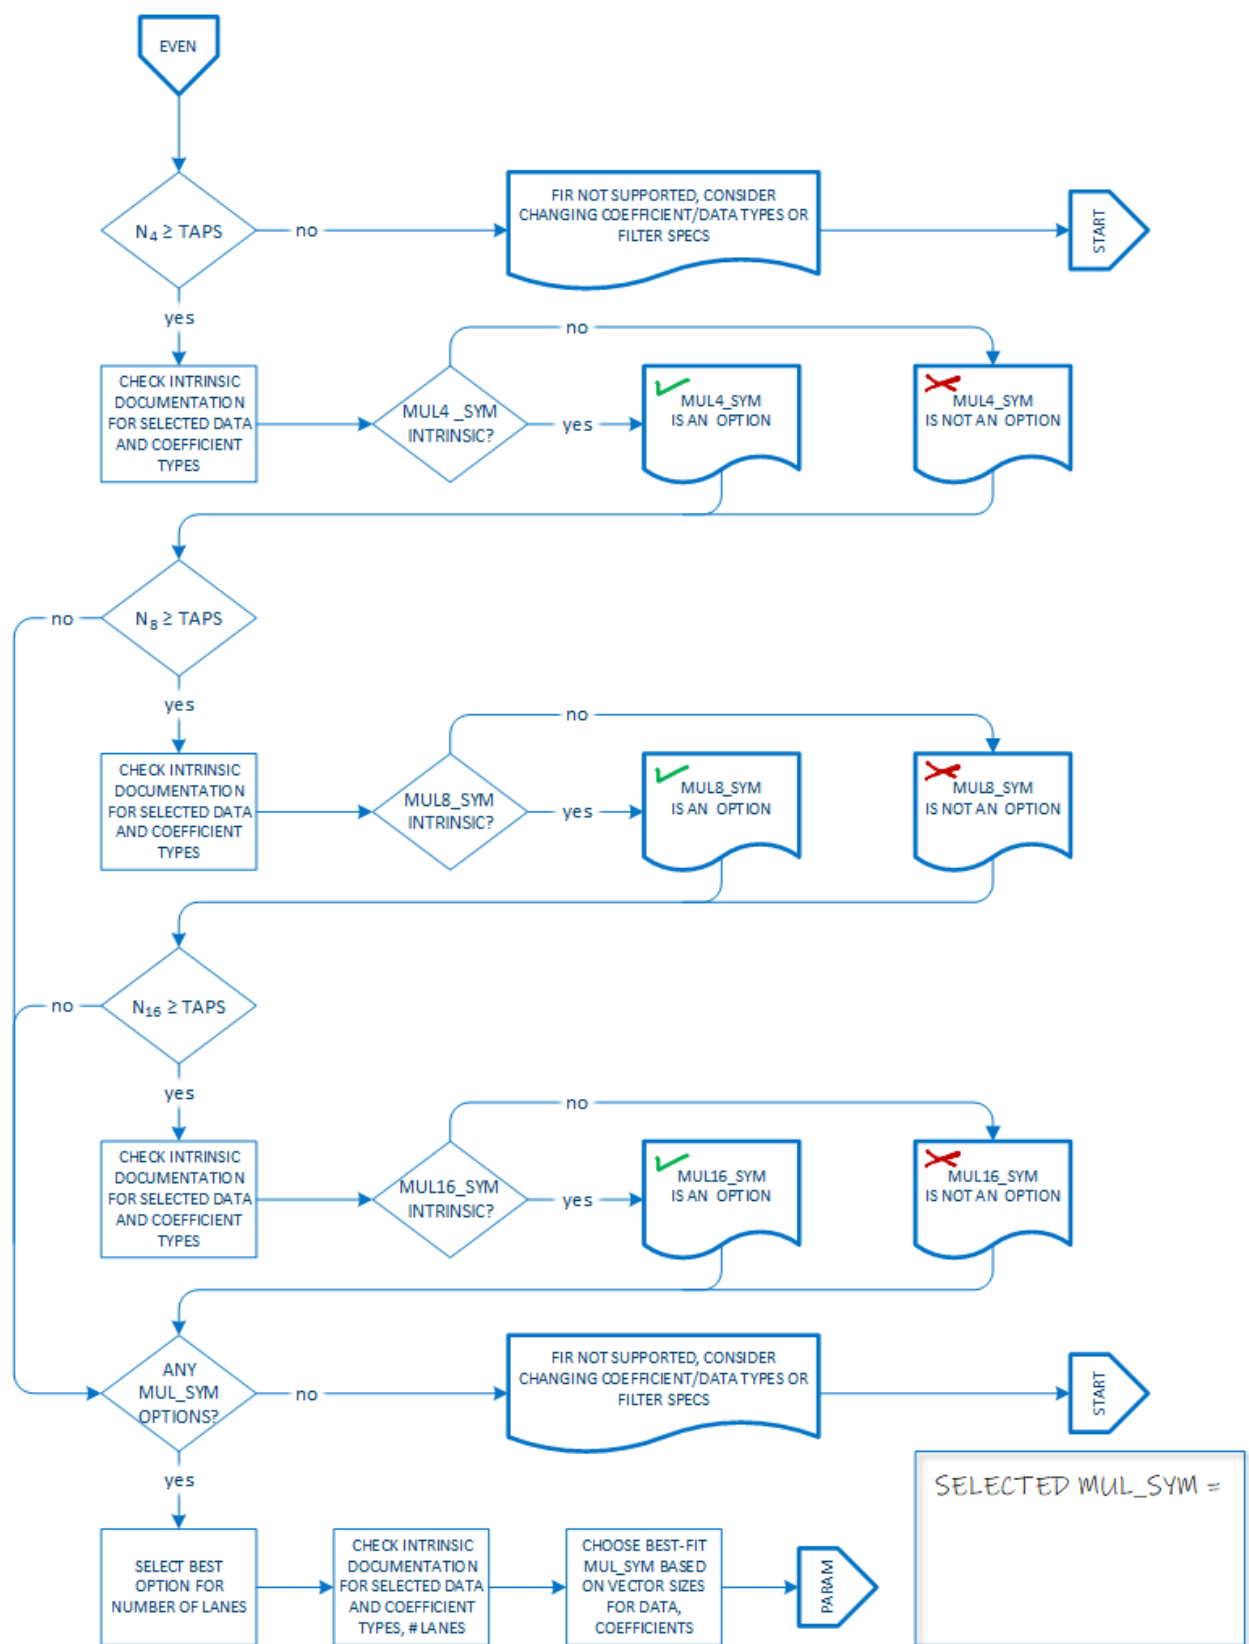 EVEN
N4 ≥ TAPS
no
FIR NOT SUPPORTED, CONSIDER
CHANGING COEFFICIENT/DATA TYPES OR
FILTER SPECS
START
yes
no
CHECK INTRINSIC
DOCUMENTATION
FOR SELECTED DATA
AND COEFFICIENT
TYPES
MUL4 _SYM
INTRINSIC?
yes
MUL4_SYM
IS AN OPTION
MUL4_SYM
IS NOT AN OPTION
no
N8 ≥ TAPS
yes
no
CHECK INTRINSIC
DOCUMENTATION
FOR SELECTED DATA
AND COEFFICIENT
TYPES
MUL8_SYM
INTRINSIC?
yes
MUL8_SYM
IS AN OPTION
MUL8_SYM
IS NOT AN OPTION
no
N16 ≥ TAPS
yes
no
CHECK INTRINSIC
DOCUMENTATION
FOR SELECTED DATA
AND COEFFICIENT
TYPES
MUL16_SYM
INTRINSIC?
yes
MUL16_SYM
IS AN OPTION
MUL16_SYM
IS NOT AN OPTION
ANY
MUL_SYM
OPTIONS?
no
FIR NOT SUPPORTED, CONSIDER
CHANGING COEFFICIENT/DATA TYPES OR
FILTER SPECS
START
yes
SELECTED MUL_SYM =
SELECT BEST
OPTION FOR
NUMBER OF LANES
CHECK INTRINSIC
DOCUMENTATION
FOR SELECTED DATA
AND COEFFICIENT
TYPES, # LANES
CHOOSE BEST-FIT
MUL_SYM BASED
ON VECTOR SIZES
FOR DATA,
COEFFICIENTS
PARAM